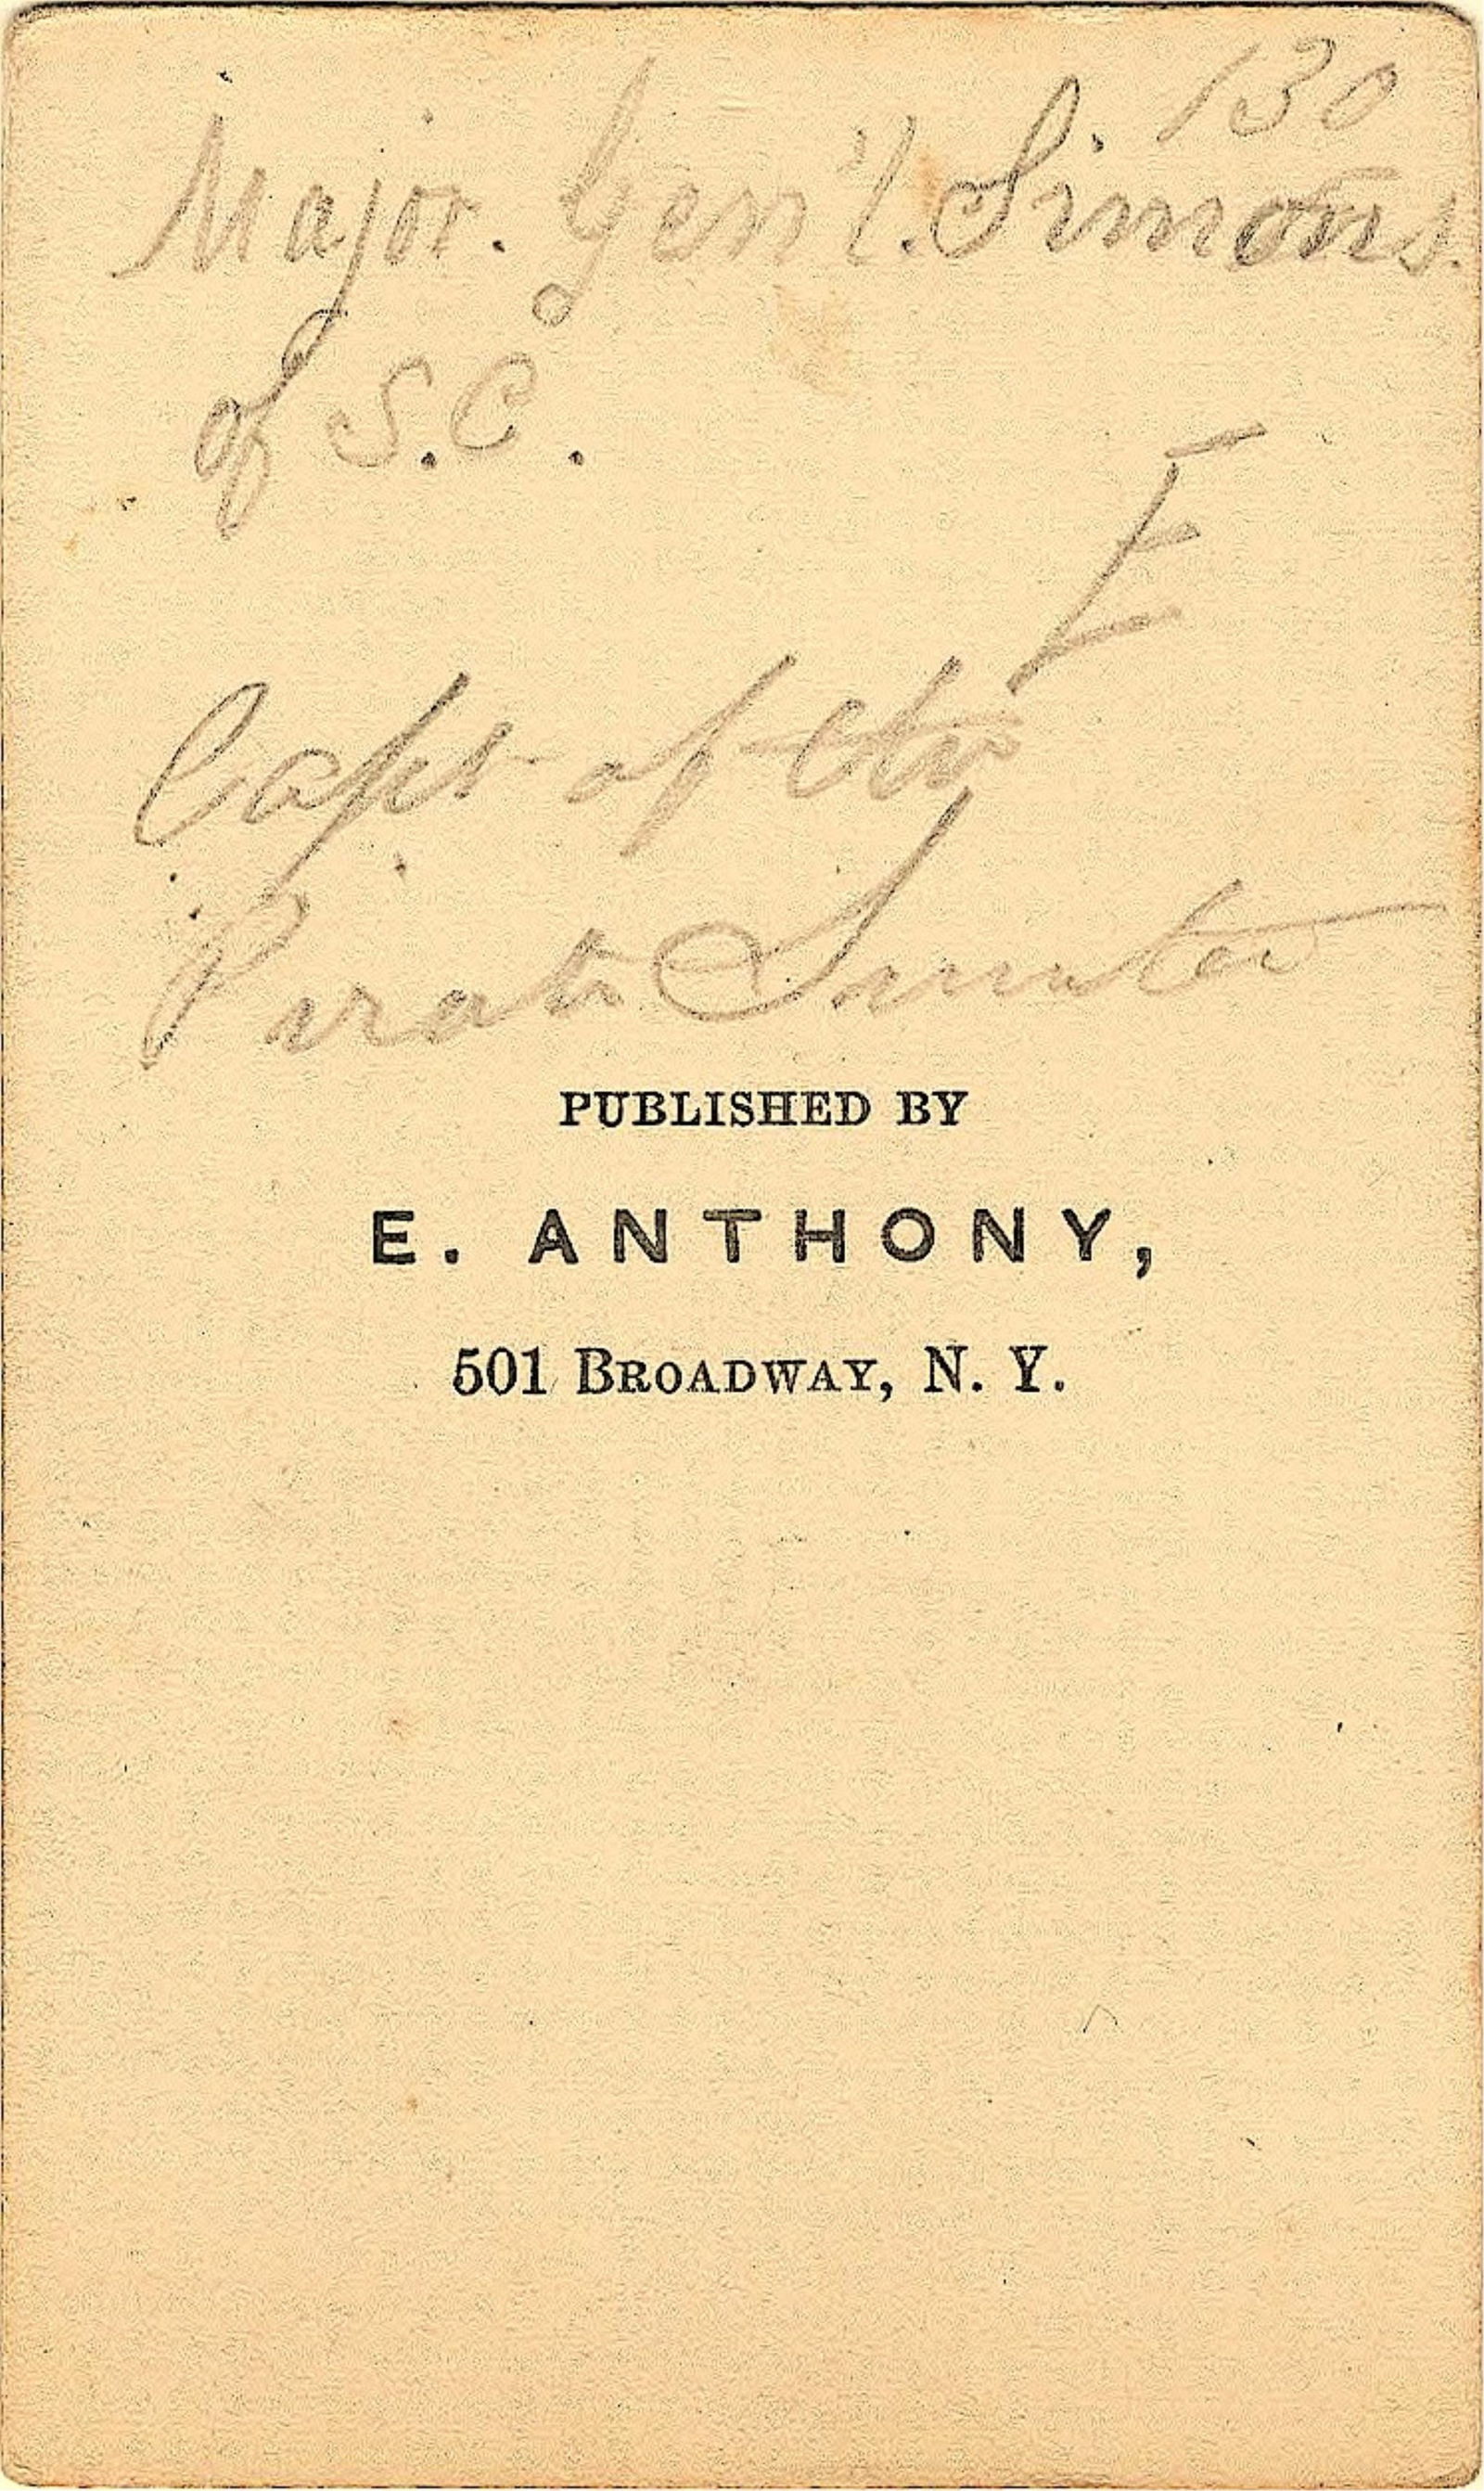 130
Major. Gen'l. Simons.
of S.C.
E
Capt of the
Pirate Sumter
PUBLISHED BY
E. ANTHONY,
501 BROADWAY, N. Y.